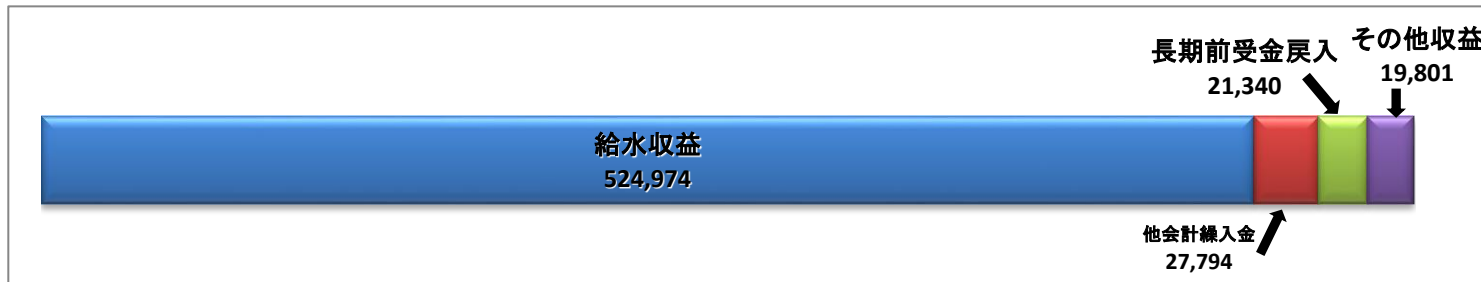 その他収益
19,801
長期前受金戻入
21,340
給水収益
524,974
他会計繰入金
27,794